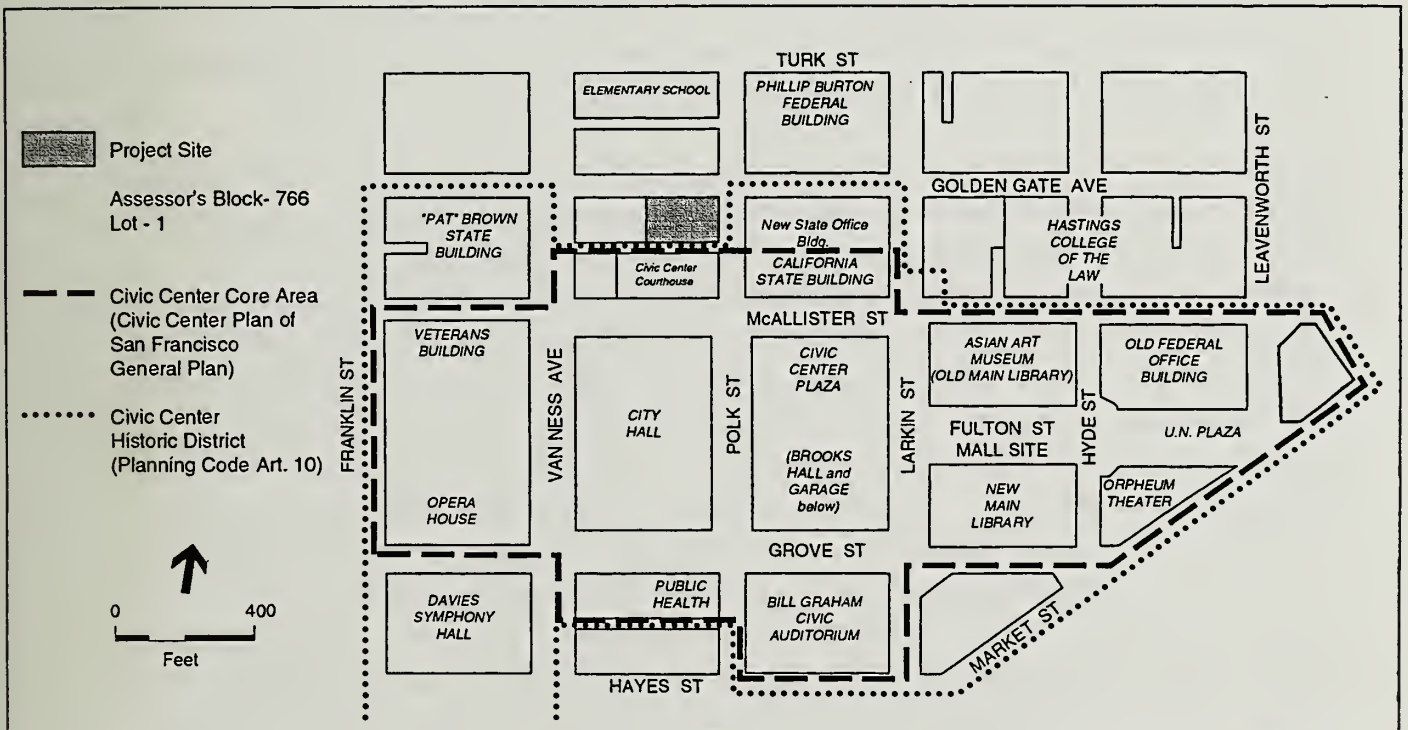 TURK ST
ELEMENTARY SCHOOL
PHILLIP BURTON
FEDERAL
BUILDING
LEAVENWORTH ST
Project Site
Assessor's Block- 766
Lot - 1
GOLDEN GATE AVE
"PAT" BROWN
STATE
BUILDING
New State Office
Bldg.
CALIFORNIA
STATE BUILDING
HASTINGS
COLLEGE
OF THE
LAW
Civic Center
Courthouse
Civic Center Core Area
(Civic Center Plan of
San Francisco
General Plan)
McALLISTER ST
VETERANS
BUILDING
CIVIC
CENTER
PLAZA
ASIAN ART
MUSEUM
(OLD MAIN LIBRARY)
OLD FEDERAL
OFFICE
BUILDING
FRANKLIN ST
VAN NESS AVE
CITY
HALL
POLK ST
LARKIN ST
HYDE ST
Civic Center
Historic District
(Planning Code Art. 10)
FULTON ST
MALL SITE
U.N. PLAZA
(BROOKS
HALL and
GARAGE
below)
OPERA
HOUSE
NEW
MAIN
LIBRARY
ORPHEUM
THEATER
GROVE ST
0 400
Feet
DAVIES
SYMPHONY
HALL
PUBLIC
HEALTH
BILL GRAHAM
CIVIC
AUDITORIUM
MARKET ST
HAYES ST